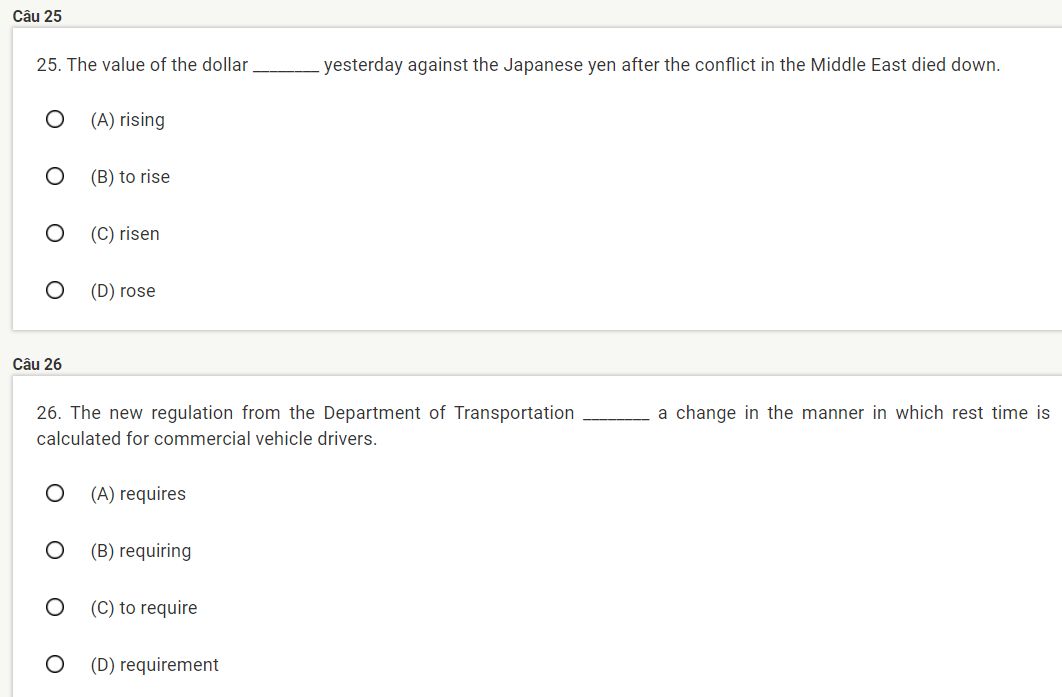 Câu 25
25. The value of the dollar ________ yesterday against the Japanese yen after the conflict in the Middle East died down.
(A) rising
(B) to rise
(C) risen
(D) rose
Câu 26
26. The new regulation from the Department of Transportation ________ a change in the manner in which rest time is
calculated for commercial vehicle drivers.
(A) requires
(B) requiring
(C) to require
(D) requirement